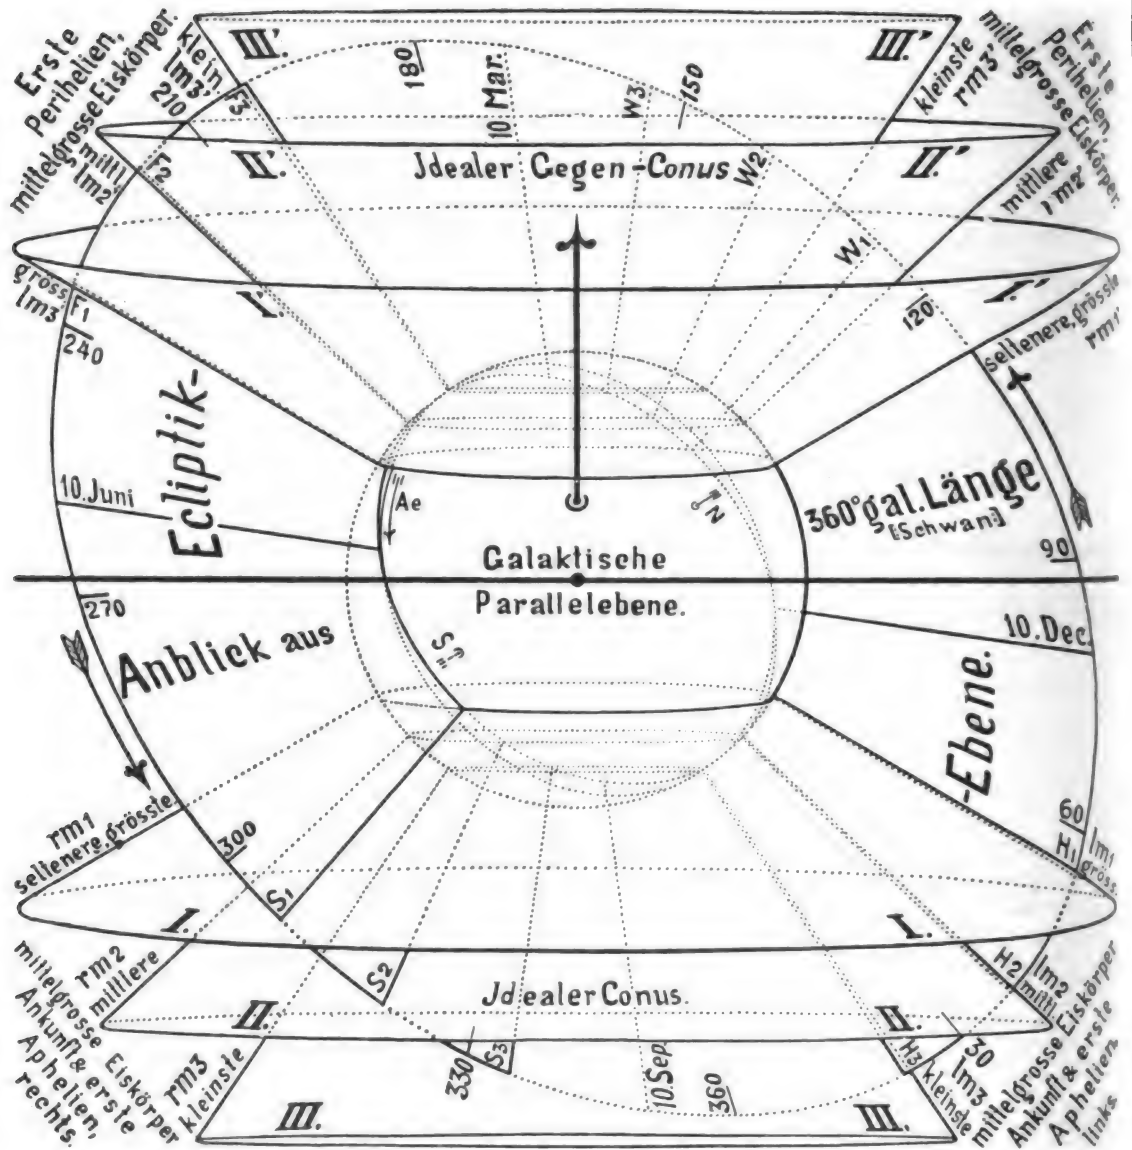 Erste
Perihelien,
mittelgrosse Eiskörper.
klein.
lm3'
210
F3
III'.
180
10 Mar.
W3
150
III.'
kleinste
rm3'
mittelgrosse Eiskörper
Perihelien.
Erste
mittl
lm2'
F2
II'.
Jdealer Gegen-Conus
W2
II.'
mittlere
rm2'
gröss.
lm3
F1
240
I'.
W1
120
I.'
seltenere, grösste
rm1'
Ecliptik-
10. Juni
Ae
N
360° gal. Länge
[Schwan.]
90
Galaktische
Parallelebene.
270
Anblick aus
S
10. Dec.
-Ebene.
rm1
seltenere, grösste.
300
S1
60
H1
lm1
gröss.
I.
I.
rm2
mittlere
S2
Jdealer Conus.
H2
lm2
mittl.
II.
II.
mittelgrosse Eiskörper
Ankunft & erste
Aphelien,
rechts.
rm3
kleinste
330
S3
10. Sep.
360
H3
30
lm3
kleinste
mittelgrosse Eiskörper
Ankunft & erste
Aphelien
links
III.
III.